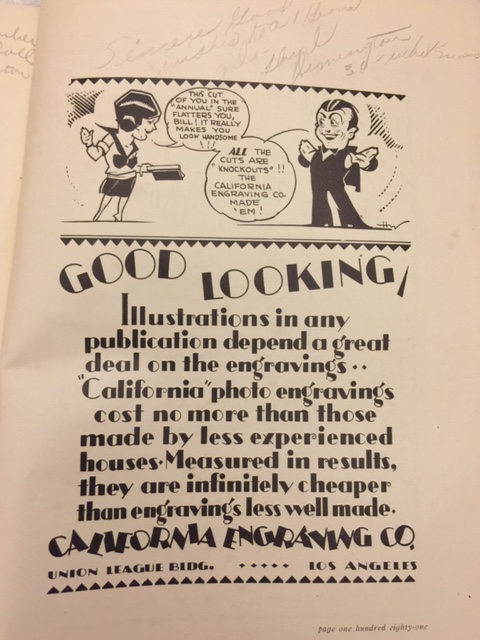 Sincere Good
wishes to a
THIS CUT
OF YOU IN THE
"ANNUAL" SURE
FLATTERS YOU,
BILL! IT REALLY
MAKES YOU
LOOK HANDSOME
!!!
ALL THE
CUTS ARE
"KNOCKOUTS"!!
THE
CALIFORNIA
ENGRAVING CO.
MADE
'EM!
GOOD LOOKING!
Illustrations in any
publication depend a great
deal on the engravings··
"California" photo engravings
cost no more than those
made by less experienced
houses·Measured in results,
they are infinitely cheaper
than engravings less well made.
CALIFORNIA ENGRAVING CO.
UNION LEAGUE BLDG. ····· LOS ANGELES
page one hundred eighty-one